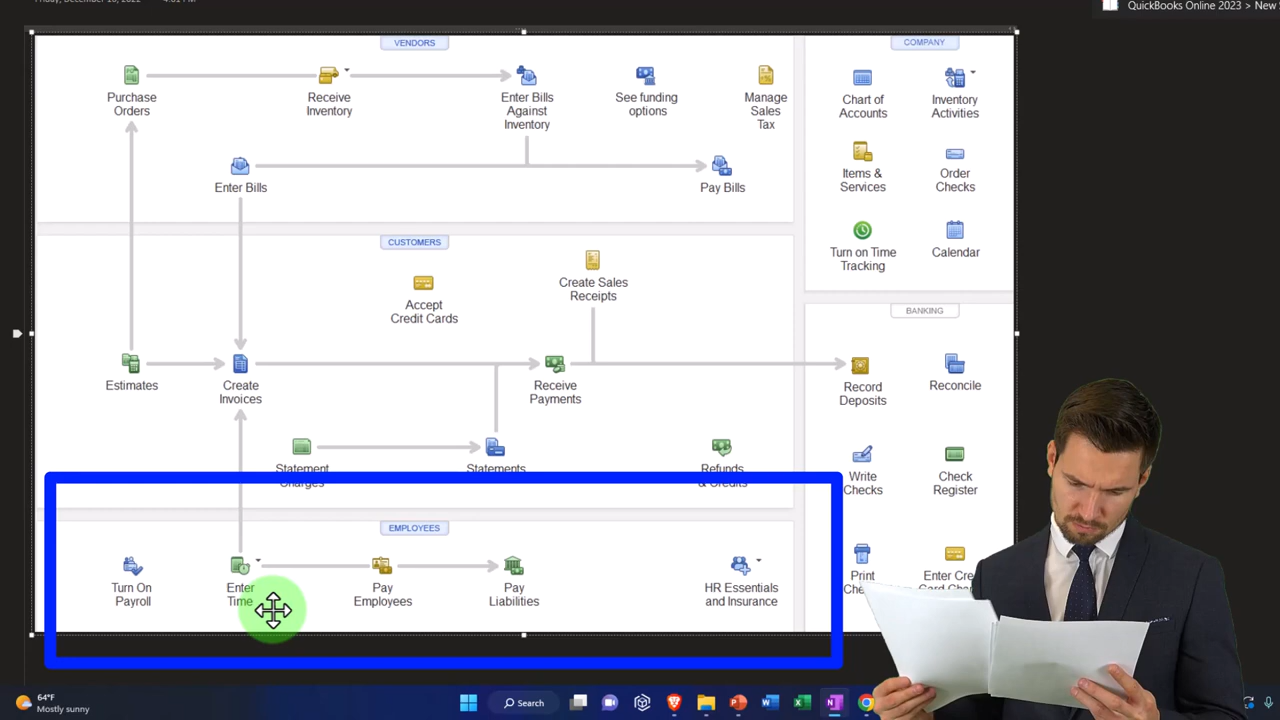 QuickBooks Online 2023 > New S
VENDORS
Purchase
Orders
Receive
Inventory
Enter Bills
Against
Inventory
See funding
options
Manage
Sales
Tax
Enter Bills
Pay Bills
COMPANY
Chart of
Accounts
Inventory
Activities
Items &
Services
Order
Checks
Turn on Time
Tracking
Calendar
CUSTOMERS
Create Sales
Receipts
Accept
Credit Cards
Estimates
Create
Invoices
Receive
Payments
Statement
Charges
Statements
Refunds
& Credits
BANKING
Record
Deposits
Reconcile
Write
Checks
Check
Register
Print
EMPLOYEES
Turn On
Payroll
Enter
Time
Pay
Employees
Pay
Liabilities
HR Essentials
and Insurance
64°F
Mostly sunny
Search